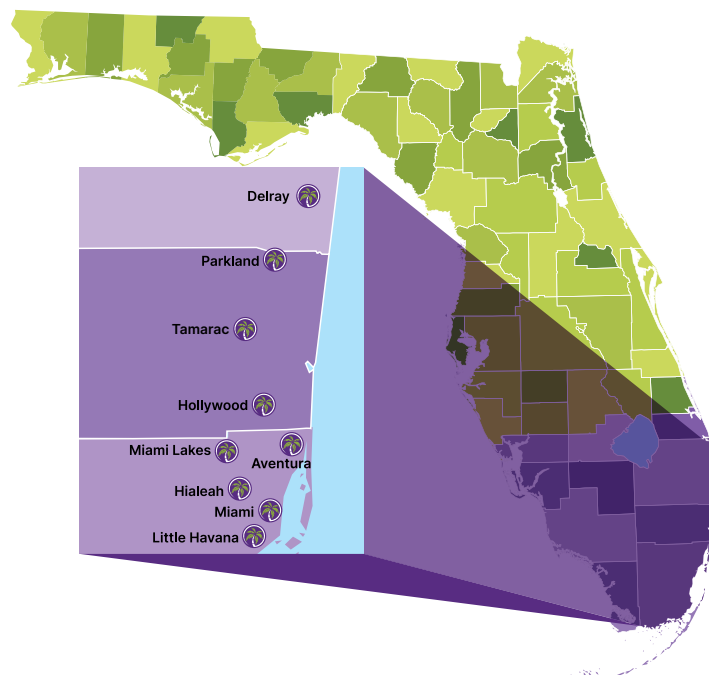 Delray
Parkland
Tamarac
Hollywood
Miami Lakes
Aventura
Hialeah
Miami
Little Havana